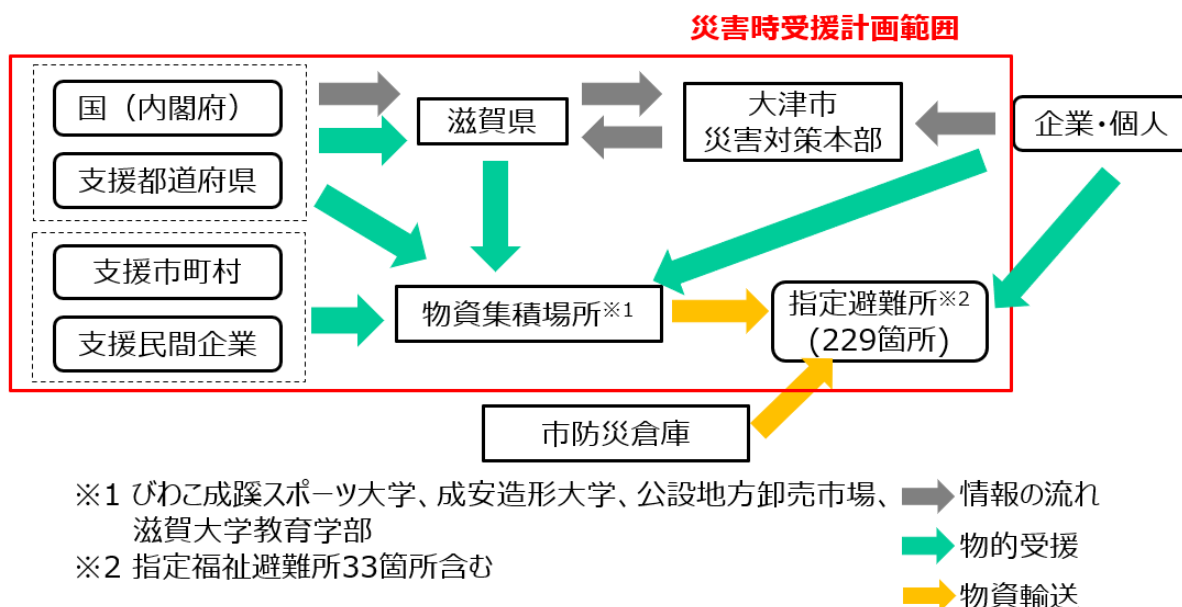 災害時受援計画範囲
国（内閣府）
支援都道府県
滋賀県
大津市
災害対策本部
企業・個人
支援市町村
支援民間企業
物資集積場所※1
指定避難所※2
(229箇所)
市防災倉庫
※1 びわこ成蹊スポーツ大学、成安造形大学、公設地方卸売市場、
滋賀大学教育学部
※2 指定福祉避難所33箇所含む
情報の流れ
物的受援
物資輸送